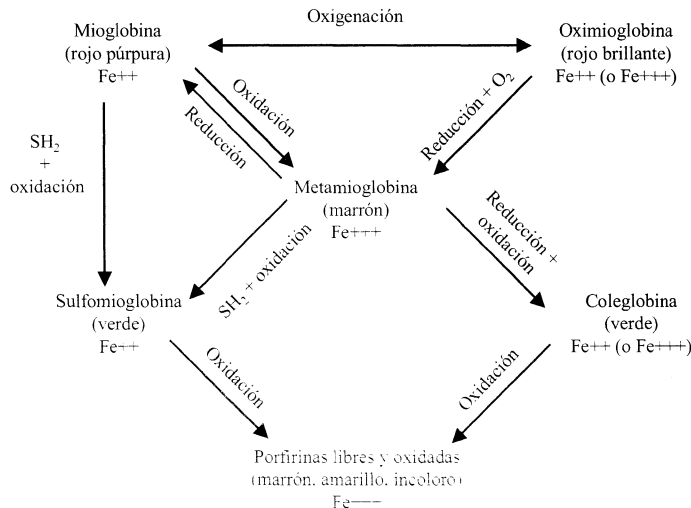 Oxigenación
Mioglobina
(rojo púrpura)
Fe++
Oximioglobina
(rojo brillante)
Fe++ (o Fe+++)
Oxidación
Reducción
Reducción + O₂
SH₂
+
oxidación
Metamioglobina
(marrón)
Fe+++
SH₂ + oxidación
Reducción +
oxidación
Sulfomioglobina
(verde)
Fe++
Coleglobina
(verde)
Fe++ (o Fe+++)
Oxidación
Oxidación
Porfirinas libres y oxidadas
(marrón, amarillo, incoloro)
Fe+++